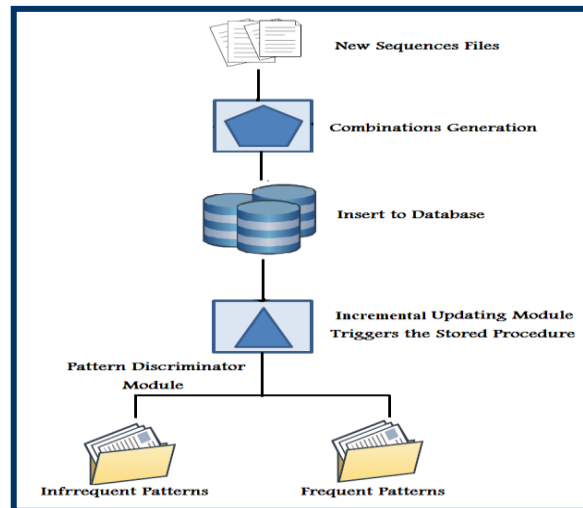 New Sequences Files
Combinations Generation
Insert to Database
Incremental Updating Module
Triggers the Stored Procedure
Pattern Discriminator
Module
Infrrequent Patterns
Frequent Patterns